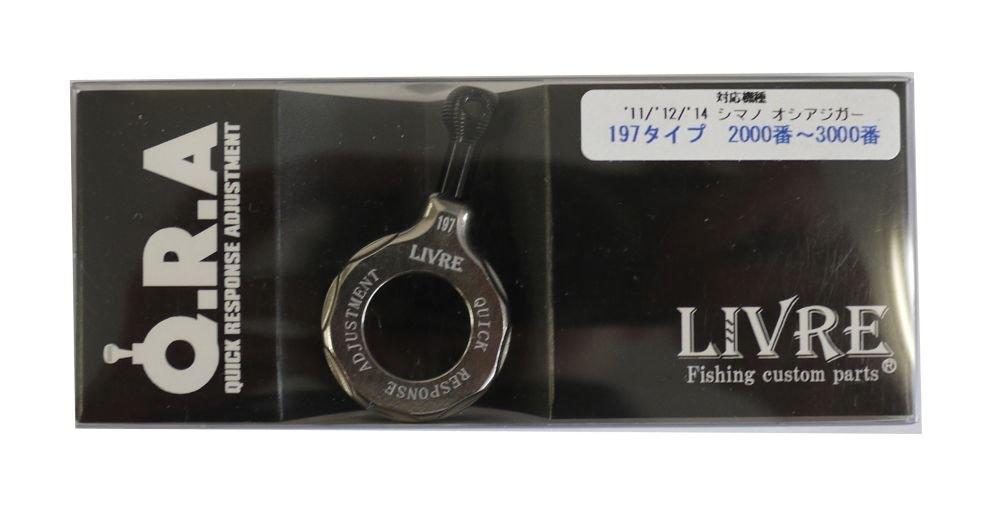 Q.R.A
QUICK RESPONSE ADJUSTMENT
197
LIVRE
QUICK RESPONSE ADJUSTMENT
対応機種
'11/'12/'14 シマノ オシアジガー
197タイプ 2000番～3000番
LIVRE
Fishing custom parts®